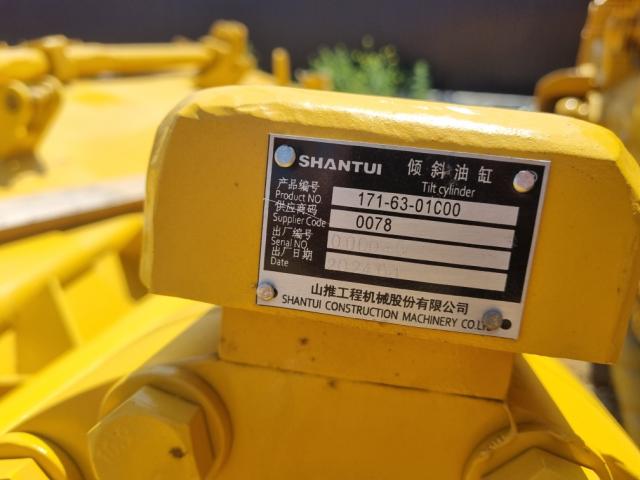 SHANTUI 倾斜油缸
Tilt cylinder
产品编号
Product NO 171-63-01C00
供应商码
Supplier Code 0078
出厂编号
Serial NO
出厂日期
Date
山推工程机械股份有限公司
SHANTUI CONSTRUCTION MACHINERY CO.LTD